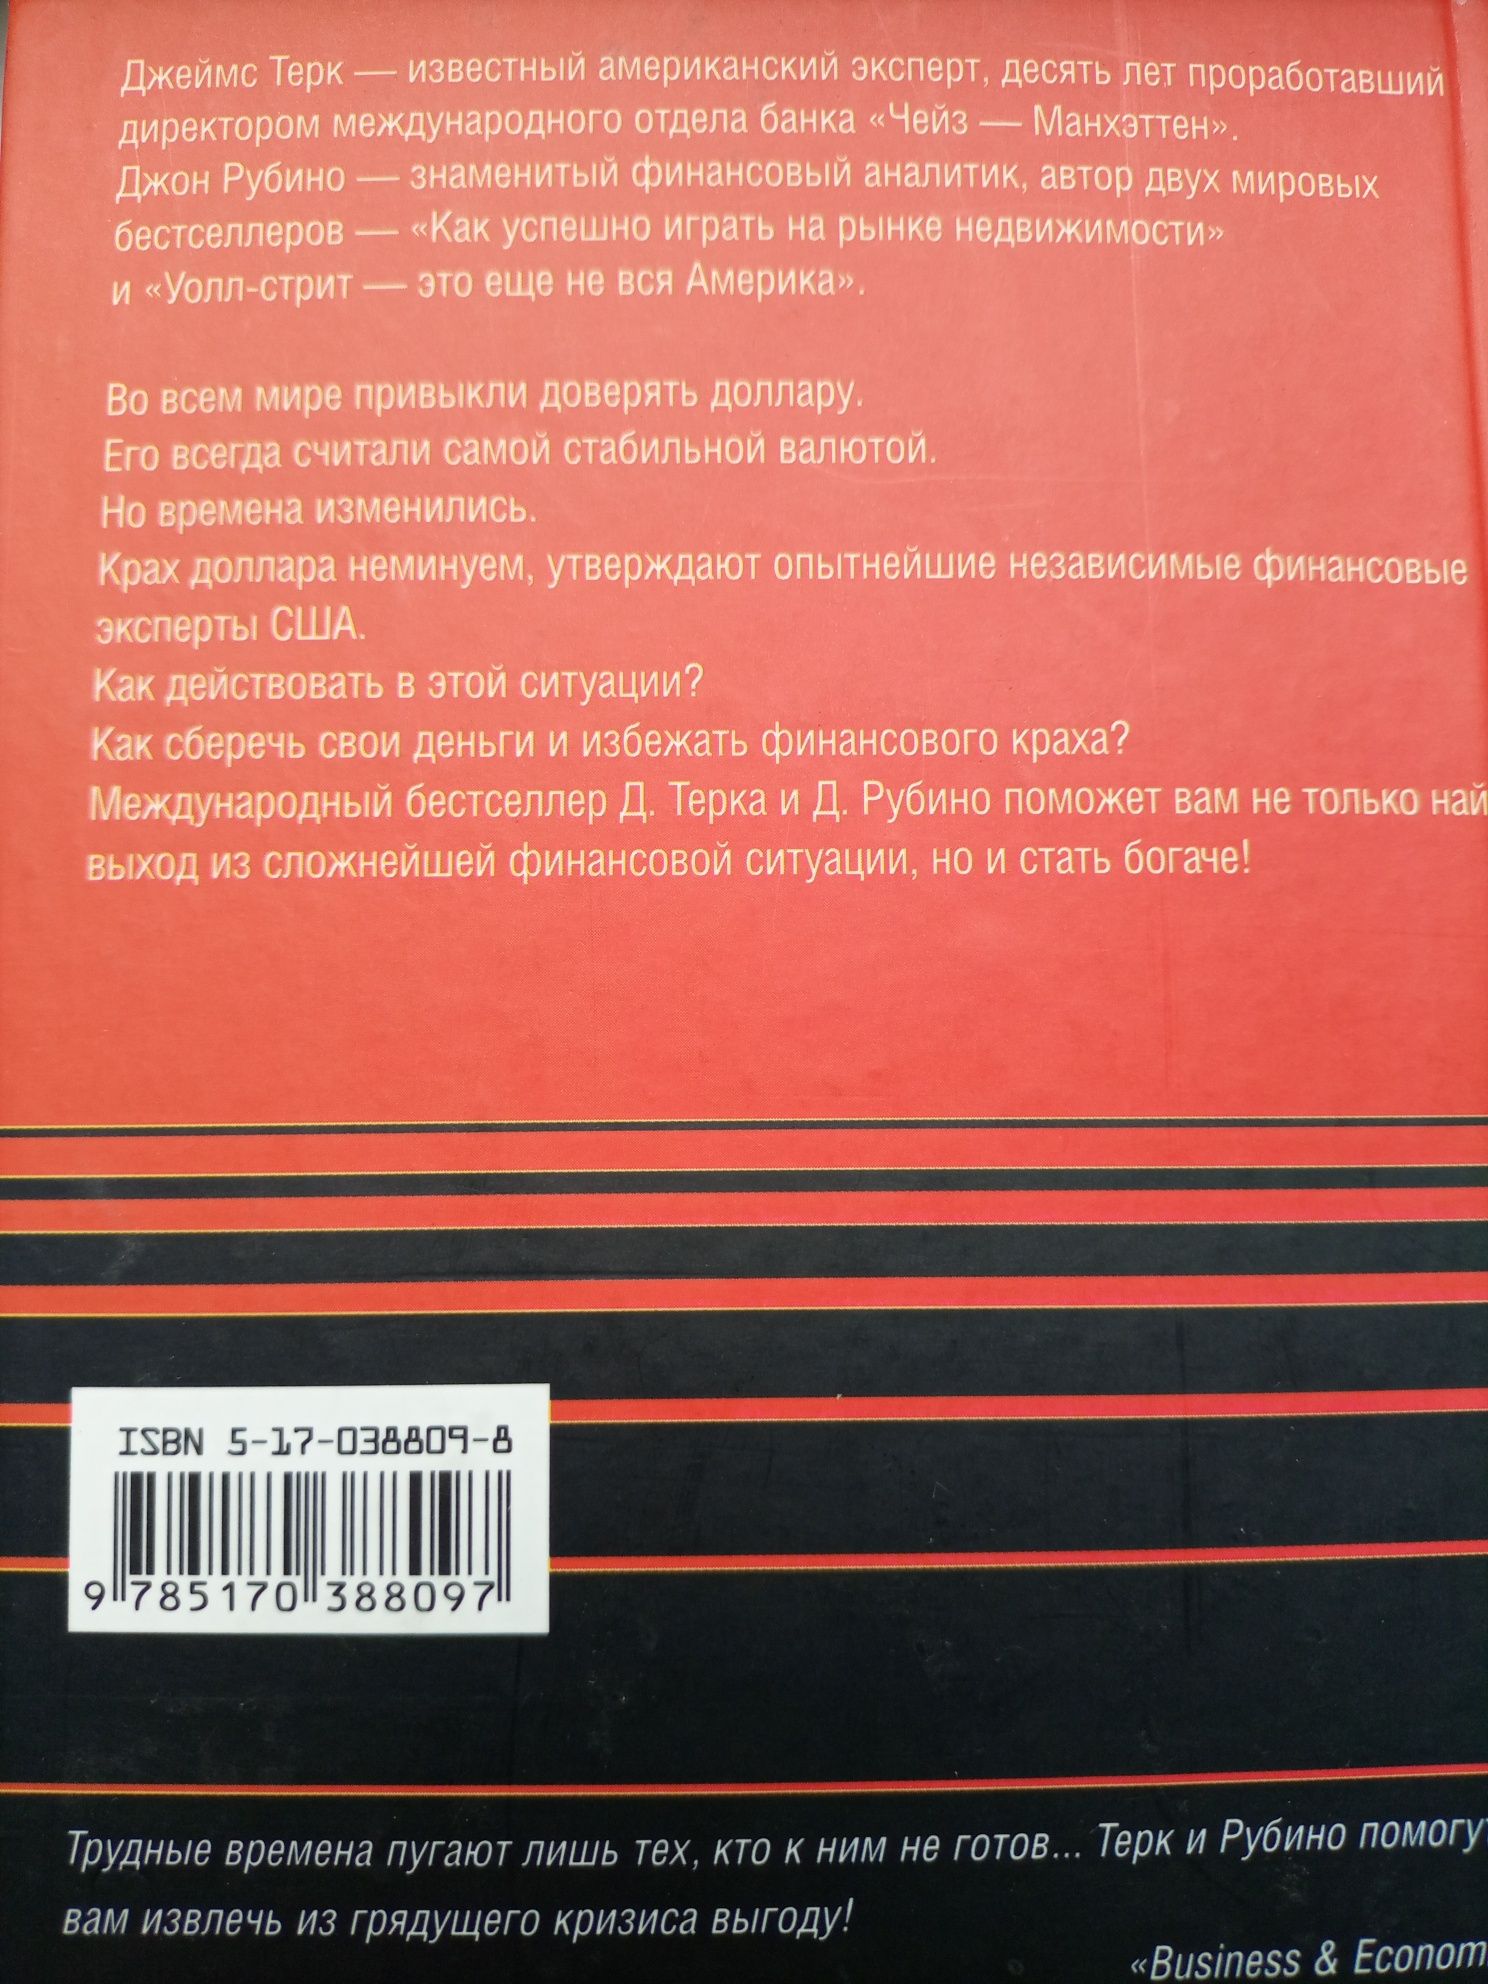 Джеймс Терк — известный американский эксперт, десять лет проработавший
директором международного отдела банка «Чейз — Манхэттен».
Джон Рубино — знаменитый финансовый аналитик, автор двух мировых
бестселлеров — «Как успешно играть на рынке недвижимости»
и «Уолл-стрит — это еще не вся Америка».
Во всем мире привыкли доверять доллару.
Его всегда считали самой стабильной валютой.
Но времена изменились.
Крах доллара неминуем, утверждают опытнейшие независимые финансовые
эксперты США.
Как действовать в этой ситуации?
Как сберечь свои деньги и избежать финансового краха?
Международный бестселлер Д. Терка и Д. Рубино поможет вам не только най
выход из сложнейшей финансовой ситуации, но и стать богаче!
ISBN 5-17-038809-8
9 785170 388097
Трудные времена пугают лишь тех, кто к ним не готов... Терк и Рубино помогут
вам извлечь из грядущего кризиса выгоду!
«Business & Econom